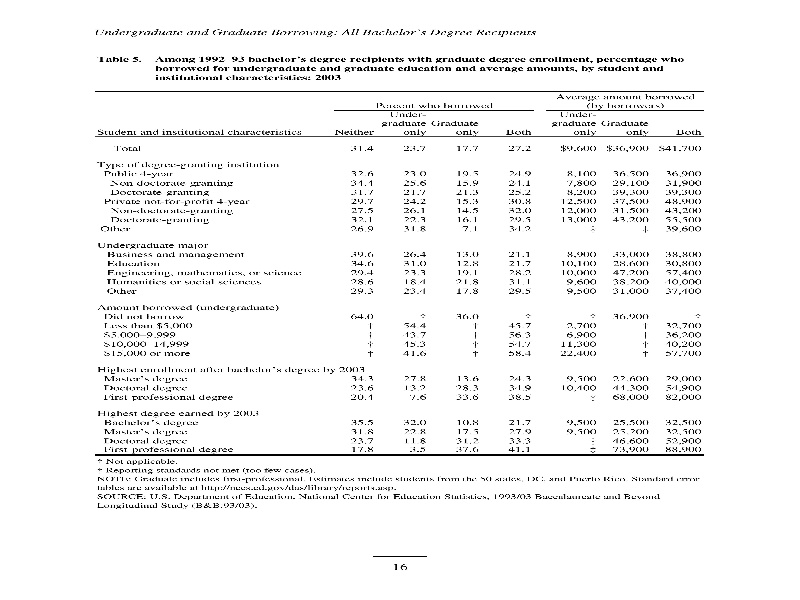 Undergraduate and Graduate Borrowing: All Bachelor's Degree Recipients
Table 5. Among 1992–93 bachelor's degree recipients with graduate degree enrollment, percentage who
borrowed for undergraduate and graduate education and average amounts, by student and
institutional characteristics: 2003
Average amount borrowed
Percent who borrowed (by borrowers)
Under- Under-
graduate Graduate graduate Graduate
Student and institutional characteristics Neither only only Both only only Both
Total 31.4 23.7 17.7 27.2 $9,600 $36,900 $41,700
Type of degree-granting institution
Public 4-year 32.6 23.0 19.5 24.9 8,100 36,500 36,900
Non-doctorate-granting 34.4 25.6 15.9 24.1 7,800 29,100 31,900
Doctorate-granting 31.7 21.7 21.3 25.2 8,200 39,300 39,300
Private not-for-profit 4-year 29.7 24.2 15.3 30.8 12,500 37,500 48,900
Non-doctorate-granting 27.5 26.1 14.5 32.0 12,000 31,500 43,200
Doctorate-granting 32.1 22.3 16.1 29.5 13,000 43,200 55,500
Other 26.9 31.8 7.1 34.2 ‡ ‡ 39,600
Undergraduate major
Business and management 39.6 26.4 13.0 21.1 8,900 33,000 38,800
Education 34.6 31.0 12.8 21.7 10,100 28,600 30,800
Engineering, mathematics, or science 29.4 23.3 19.1 28.2 10,000 47,200 57,400
Humanities or social sciences 28.6 18.4 21.8 31.1 9,600 38,200 40,000
Other 29.3 23.4 17.8 29.5 9,500 31,000 37,400
Amount borrowed (undergraduate)
Did not borrow 64.0 † 36.0 † † 36,900 †
Less than $5,000 † 54.4 † 45.7 2,700 † 32,700
$5,000–9,999 † 43.7 † 56.3 6,900 † 36,200
$10,000–14,999 † 45.3 † 54.7 11,300 † 40,200
$15,000 or more † 41.6 † 58.4 22,400 † 57,700
Highest enrollment after bachelor's degree by 2003
Master's degree 34.3 27.8 13.6 24.3 9,500 22,600 29,000
Doctoral degree 23.6 13.2 28.3 34.9 10,400 44,300 54,900
First-professional degree 20.4 7.6 33.6 38.5 ‡ 68,000 82,000
Highest degree earned by 2003
Bachelor's degree 35.5 32.0 10.8 21.7 9,500 25,500 32,500
Master's degree 31.8 22.8 17.5 27.9 9,500 25,200 32,500
Doctoral degree 23.7 11.8 31.2 33.3 ‡ 46,600 52,900
First-professional degree 17.8 3.5 37.6 41.1 ‡ 73,900 88,900
† Not applicable.
‡ Reporting standards not met (too few cases).
NOTE: Graduate includes first-professional. Estimates include students from the 50 states, DC, and Puerto Rico. Standard error
tables are available at http://nces.ed.gov/das/library/reports.asp.
SOURCE: U.S. Department of Education, National Center for Education Statistics, 1993/03 Baccalaureate and Beyond
Longitudinal Study (B&B:93/03).
16